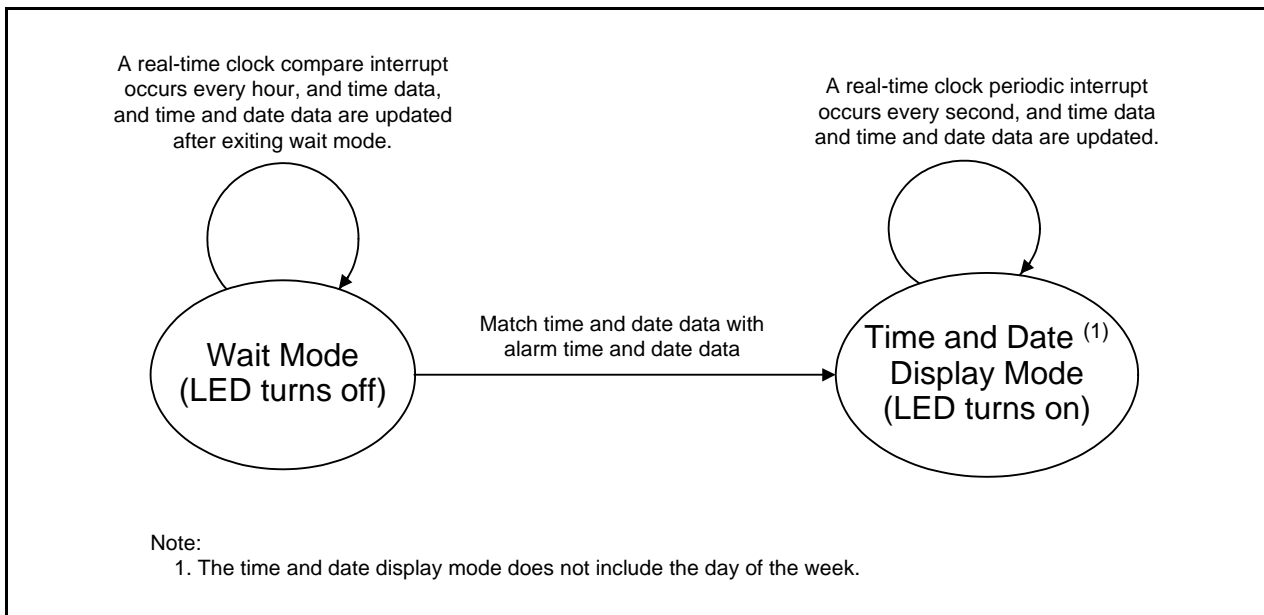 A real-time clock compare interrupt
occurs every hour, and time data,
and time and date data are updated
after exiting wait mode.
A real-time clock periodic interrupt
occurs every second, and time data
and time and date data are updated.
Wait Mode
(LED turns off)
Match time and date data with
alarm time and date data
Time and Date (1)
Display Mode
(LED turns on)
Note:
1. The time and date display mode does not include the day of the week.